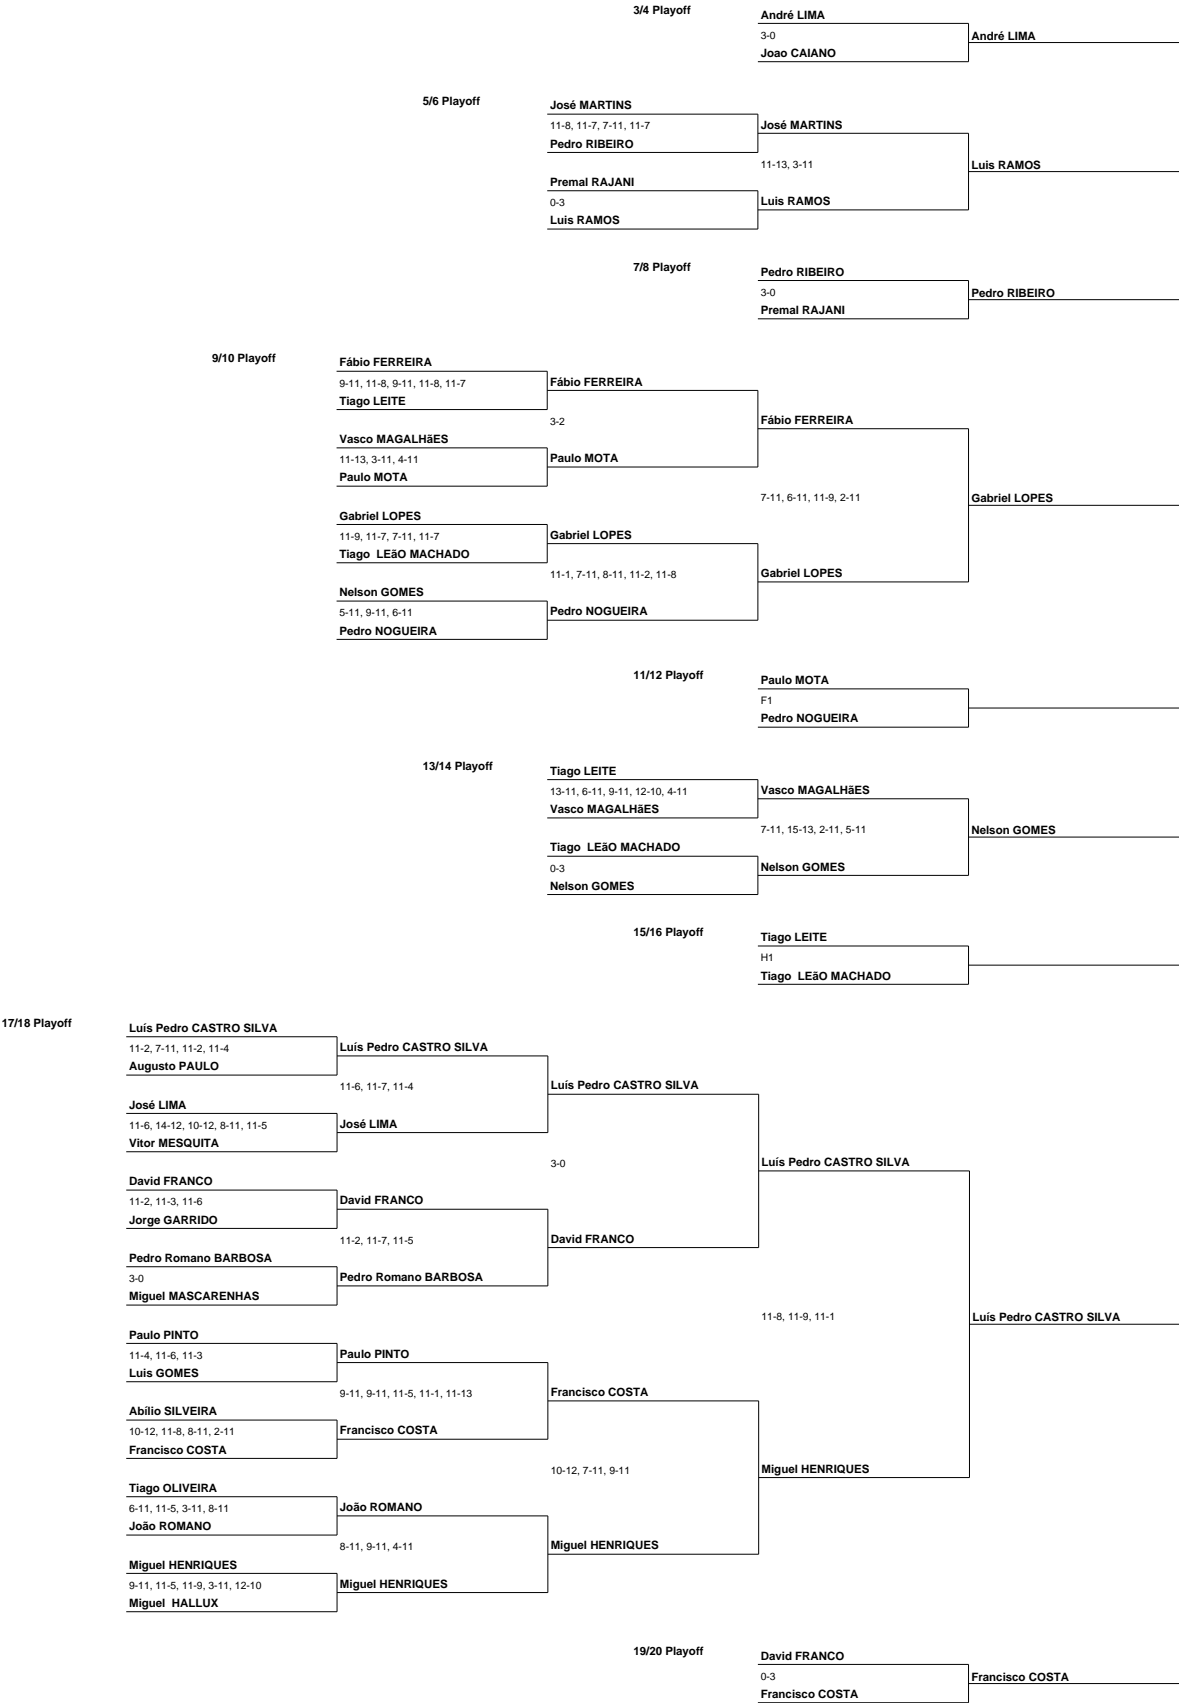 3/4 Playoff
André LIMA
3-0
André LIMA
Joao CAIANO
5/6 Playoff
José MARTINS
11-8, 11-7, 7-11, 11-7
José MARTINS
Pedro RIBEIRO
11-13, 3-11
Luis RAMOS
Premal RAJANI
0-3
Luis RAMOS
Luis RAMOS
7/8 Playoff
Pedro RIBEIRO
3-0
Pedro RIBEIRO
Premal RAJANI
9/10 Playoff
Fábio FERREIRA
9-11, 11-8, 9-11, 11-8, 11-7
Fábio FERREIRA
Tiago LEITE
3-2
Fábio FERREIRA
Vasco MAGALHãES
11-13, 3-11, 4-11
Paulo MOTA
Paulo MOTA
7-11, 6-11, 11-9, 2-11
Gabriel LOPES
Gabriel LOPES
11-9, 11-7, 7-11, 11-7
Gabriel LOPES
Tiago  LEãO MACHADO
11-1, 7-11, 8-11, 11-2, 11-8
Gabriel LOPES
Nelson GOMES
5-11, 9-11, 6-11
Pedro NOGUEIRA
Pedro NOGUEIRA
11/12 Playoff
Paulo MOTA
F1
Pedro NOGUEIRA
13/14 Playoff
Tiago LEITE
13-11, 6-11, 9-11, 12-10, 4-11
Vasco MAGALHãES
Vasco MAGALHãES
7-11, 15-13, 2-11, 5-11
Nelson GOMES
Tiago  LEãO MACHADO
0-3
Nelson GOMES
Nelson GOMES
15/16 Playoff
Tiago LEITE
H1
Tiago  LEãO MACHADO
17/18 Playoff
Luís Pedro CASTRO SILVA
11-2, 7-11, 11-2, 11-4
Luís Pedro CASTRO SILVA
Augusto PAULO
11-6, 11-7, 11-4
Luís Pedro CASTRO SILVA
José LIMA
11-6, 14-12, 10-12, 8-11, 11-5
José LIMA
Vitor MESQUITA
3-0
Luís Pedro CASTRO SILVA
David FRANCO
11-2, 11-3, 11-6
David FRANCO
Jorge GARRIDO
11-2, 11-7, 11-5
David FRANCO
Pedro Romano BARBOSA
3-0
Pedro Romano BARBOSA
Miguel MASCARENHAS
11-8, 11-9, 11-1
Luís Pedro CASTRO SILVA
Paulo PINTO
11-4, 11-6, 11-3
Paulo PINTO
Luis GOMES
9-11, 9-11, 11-5, 11-1, 11-13
Francisco COSTA
Abílio SILVEIRA
10-12, 11-8, 8-11, 2-11
Francisco COSTA
Francisco COSTA
10-12, 7-11, 9-11
Miguel HENRIQUES
Tiago OLIVEIRA
6-11, 11-5, 3-11, 8-11
João ROMANO
João ROMANO
8-11, 9-11, 4-11
Miguel HENRIQUES
Miguel HENRIQUES
9-11, 11-5, 11-9, 3-11, 12-10
Miguel HENRIQUES
Miguel  HALLUX
19/20 Playoff
David FRANCO
0-3
Francisco COSTA
Francisco COSTA